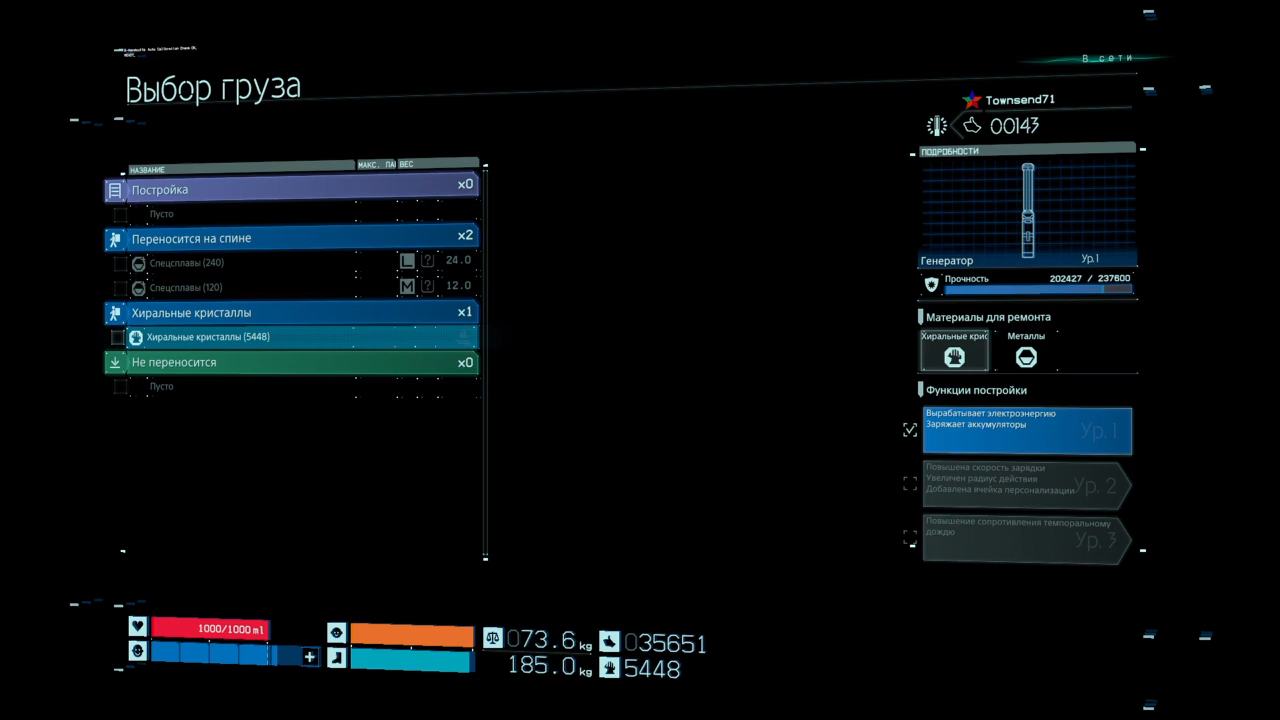 В сети
Выбор груза
Townsend71
00143
НАЗВАНИЕ МАКС. ПА ВЕС
ПОДРОБНОСТИ
Постройка x0
Пусто
Переносится на спине x2
Спецсплавы (240) L ? 24.0
Спецсплавы (120) M ? 12.0
Хиральные кристаллы x1
Хиральные кристаллы (5448)
Не переносится x0
Пусто
Генератор Ур.1
Прочность 202427 / 237600
Материалы для ремонта
Хиральные крис Металлы
Функции постройки
Вырабатывает электроэнергию
Заряжает аккумуляторы
Ур.1
Повышена скорость зарядки
Увеличен радиус действия
Добавлена ячейка персонализации
Ур. 2
Повышение сопротивления темпоральному
дождю
Ур. 3
1000/1000 ml
073.6 kg 035651
185.0 kg 5448